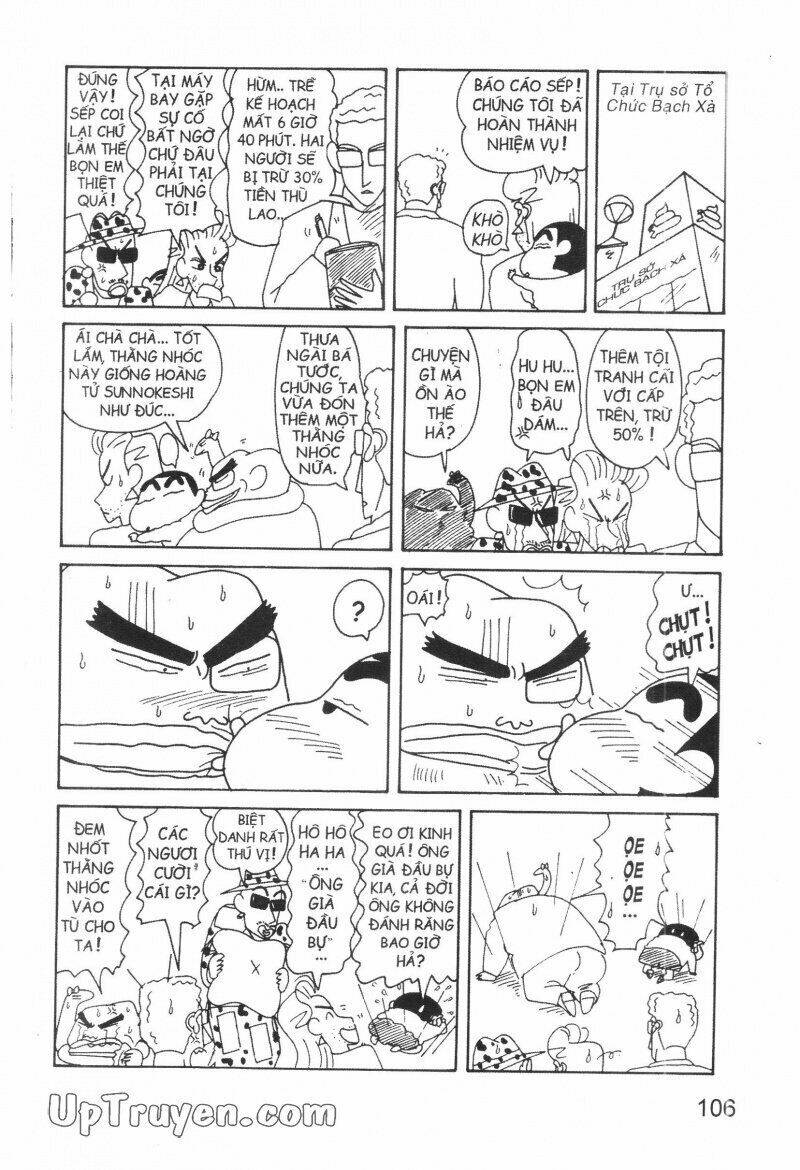 Tại Trụ sở Tổ
Chức Bạch Xà
TRỤ SỞ
CHỨC BẠCH XÀ
BÁO CÁO SẾP!
CHÚNG TÔI ĐÃ
HOÀN THÀNH
NHIỆM VỤ!
KHÒ
KHÒ
HỪM.. TRỄ
KẾ HOẠCH
MẤT 6 GIỜ
40 PHÚT. HAI
NGƯỜI SẼ
BỊ TRỪ 30%
TIỀN THÙ
LAO...
TẠI MÁY
BAY GẶP
SỰ CỐ
BẤT NGỜ
CHỨ ĐÂU
PHẢI TẠI
CHÚNG
TÔI!
ĐÚNG
VẬY!
SẾP COI
LẠI CHỨ
LÀM THẾ
BỌN EM
THIỆT
QUÁ!
THÊM TỘI
TRANH CÃI
VỚI CẤP
TRÊN, TRỪ
50%!
HU HU...
BỌN EM
ĐÂU
DÁM...
CHUYỆN
GÌ MÀ
ỒN ÀO
THẾ
HẢ?
THƯA
NGÀI BÁ
TƯỚC,
CHÚNG TA
VỪA ĐÓN
THÊM MỘT
THẰNG
NHÓC
NỮA.
ÁI CHÀ CHÀ... TỐT
LẮM, THẰNG NHÓC
NÀY GIỐNG HOÀNG
TỬ SUNNOKESHI
NHƯ ĐÚC...
Ư...
CHỤT!
CHỤT!
OÁI!
?
ỌE
ỌE
ỌE
...
EO ƠI KINH
QUÁ! ÔNG
GIÀ ĐẦU BỰ
KIA, CẢ ĐỜI
ÔNG KHÔNG
ĐÁNH RĂNG
BAO GIỜ
HẢ?
HÔ HÔ
HA HA
...
"ÔNG
GIÀ
ĐẦU
BỰ"
...
BIỆT
DANH RẤT
THÚ VỊ!
CÁC
NGƯƠI
CƯỜI
CÁI GÌ?
ĐEM
NHỐT
THẰNG
NHÓC
VÀO
TÙ CHO
TA!
UpTruyen.com
106